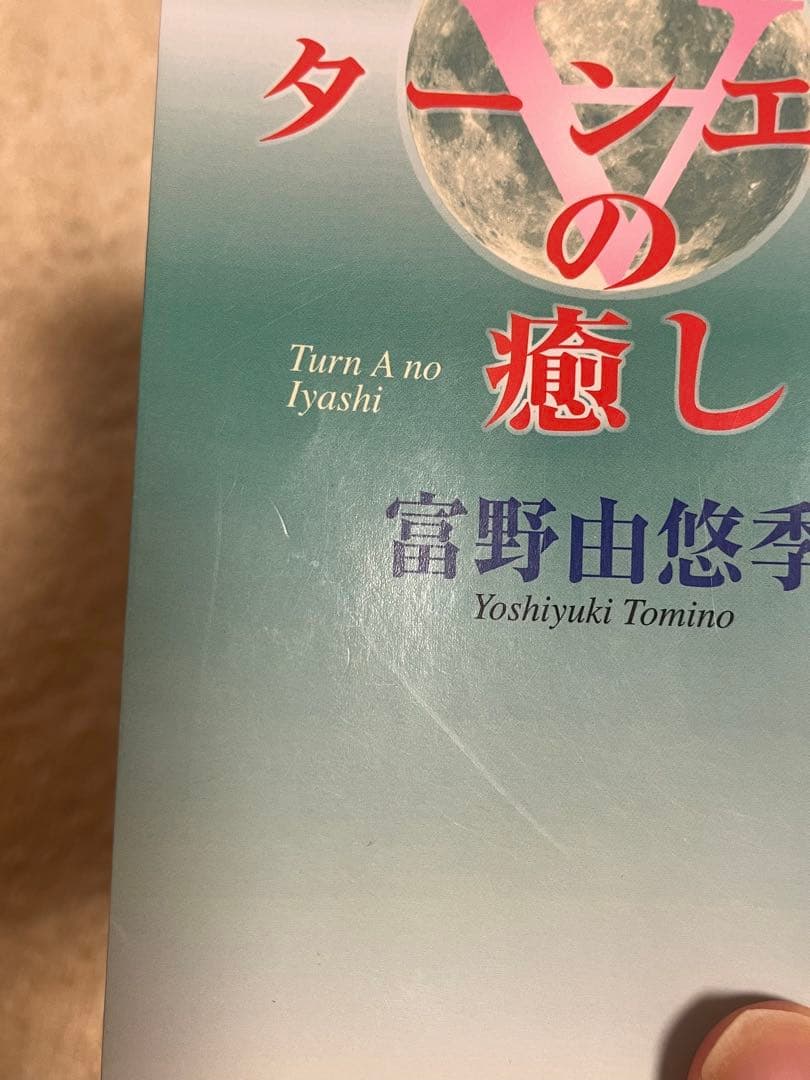 ∀
ターンエ
の
癒し
Turn A no
Iyashi
富野由悠季
Yoshiyuki Tomino